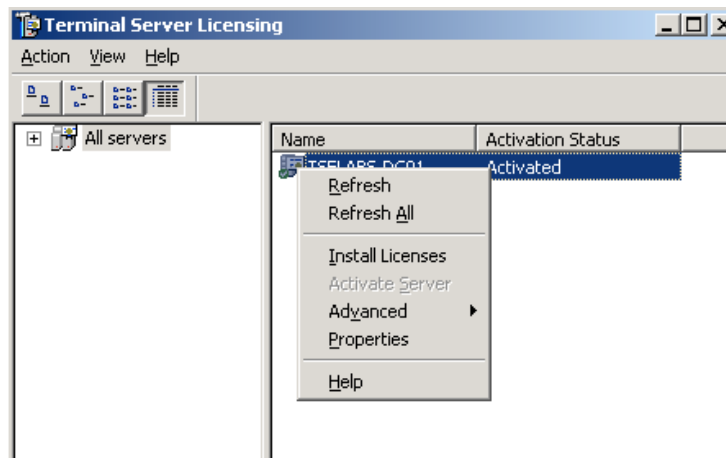 Terminal Server Licensing
Action View Help
All servers
Name Activation Status
Activated
Refresh
Refresh All
Install Licenses
Activate Server
Advanced
Properties
Help